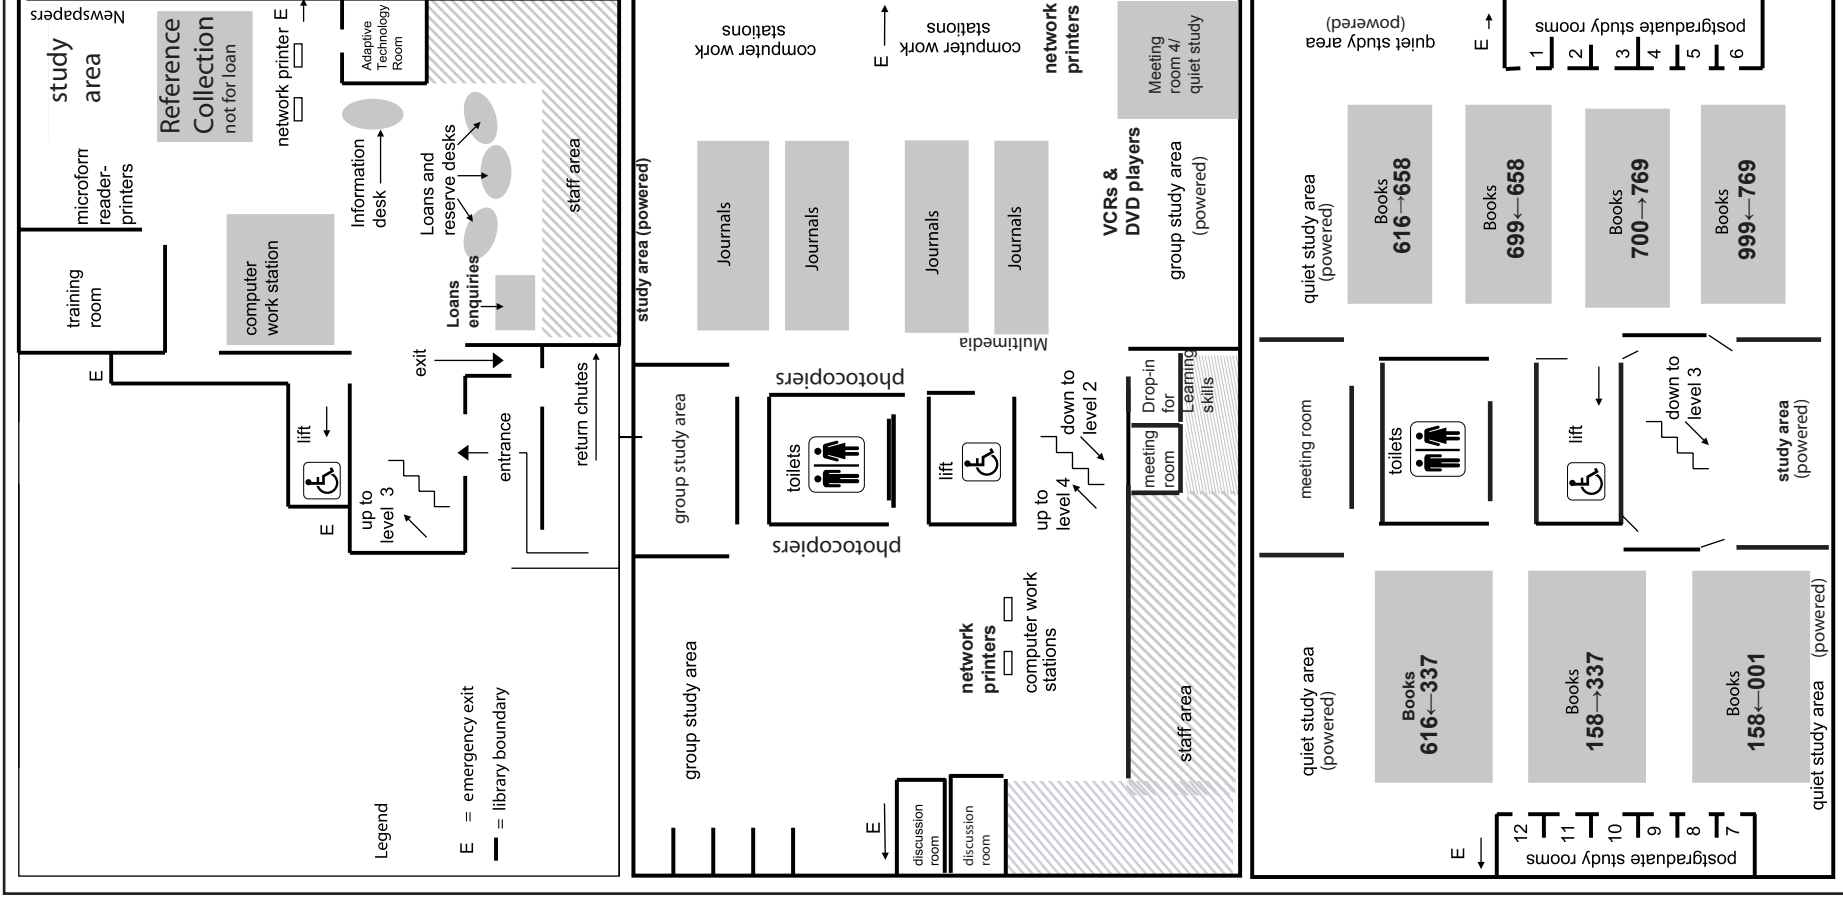 Newspapers
study
area
Reference
Collection
not for loan
network printer E
network printer
Adaptive
Technology
Room
microform
reader-
printers
Information
desk
Loans and
reserve desks
staff area
training
room
computer
work station
Loans
enquiries
E
exit
lift
return chutes
entrance
up to
level 3
E
Legend
E = emergency exit
= library boundary
computer work
stations
E
computer work
stations
network
printers
Meeting
room 4/
quiet study
study area (powered)
Journals
Journals
Journals
Journals
VCRs &
DVD players
group study area
(powered)
Multimedia
photocopiers
group study area
toilets
lift
down to
level 2
up to
level 4
Drop-in
for
Learning
skills
meeting
room
photocopiers
network
printers
computer work
stations
group study area
staff area
E
discussion
room
discussion
room
quiet study area
(powered)
E
postgraduate study rooms
1
2
3
4
5
6
quiet study area
(powered)
Books
616→658
Books
699←658
Books
700→769
Books
999←769
meeting room
toilets
lift
down to
level 3
study area
(powered)
quiet study area
(powered)
Books
616←337
Books
158→337
Books
158←001
quiet study area (powered)
E
12
11
10
9
8
7
postgraduate study rooms